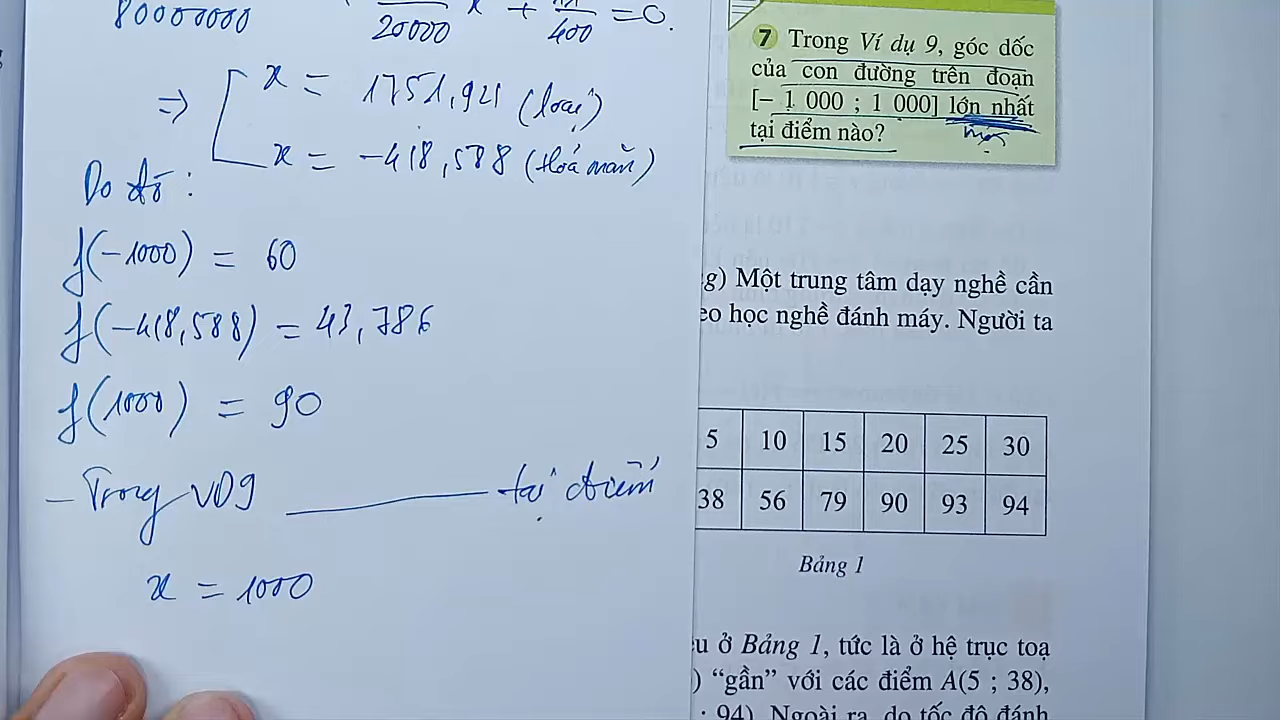 80000000 20000 x + 400 = 0.
=> [ x = 1751,921 (loại)
x = -418,588 (thoả mãn)
Do đó:
f(-1000) = 60
f(-418,588) = 43,786
f(1000) = 90
- Trong VD9 ——— tại điểm
x = 1000
7 Trong Ví dụ 9, góc dốc
của con đường trên đoạn
[– 1 000 ; 1 000] lớn nhất
tại điểm nào?
g) Một trung tâm dạy nghề cần
eo học nghề đánh máy. Người ta
5 10 15 20 25 30
38 56 79 90 93 94
Bảng 1
u ở Bảng 1, tức là ở hệ trục toạ
) “gần” với các điểm A(5 ; 38),
; 94). Ngoài ra, do tốc độ đánh